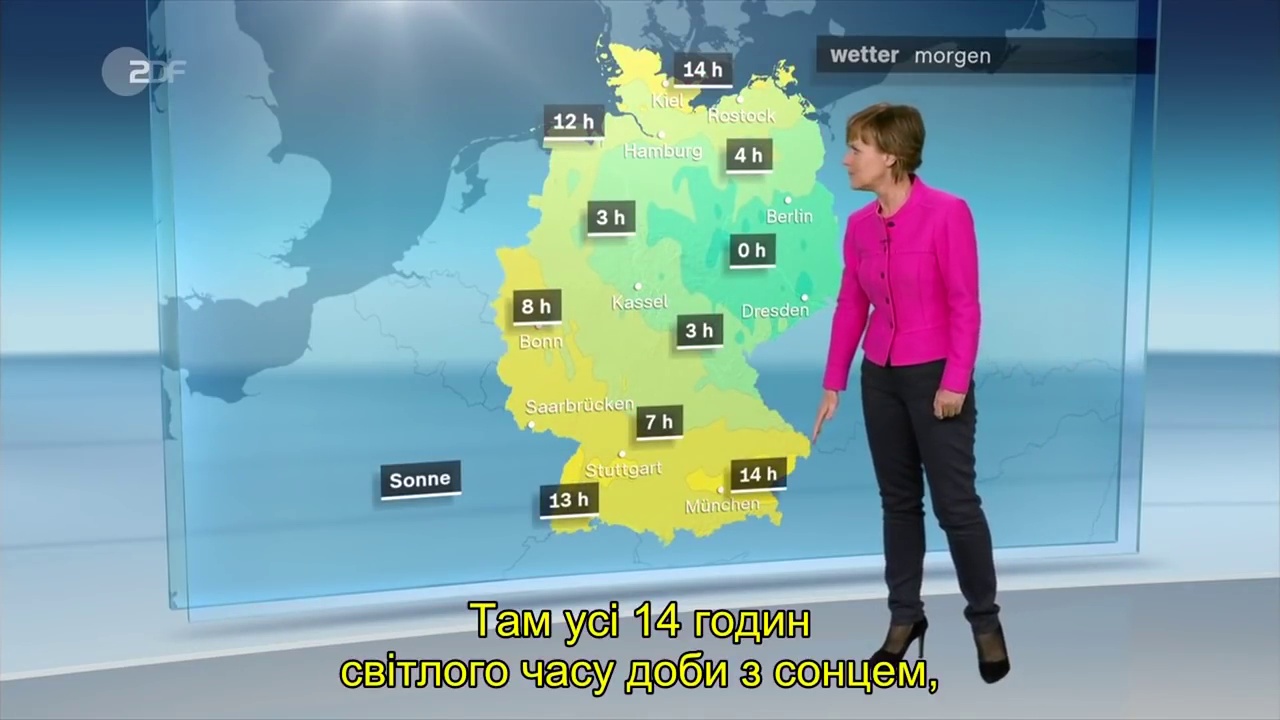 ZDF
wetter morgen
14 h
Kiel
Rostock
12 h
Hamburg
4 h
3 h
Berlin
0 h
Kassel
8 h
Dresden
3 h
Bonn
Saarbrücken
7 h
Stuttgart
Sonne
14 h
13 h
München
Там усі 14 годин
світлого часу доби з сонцем,